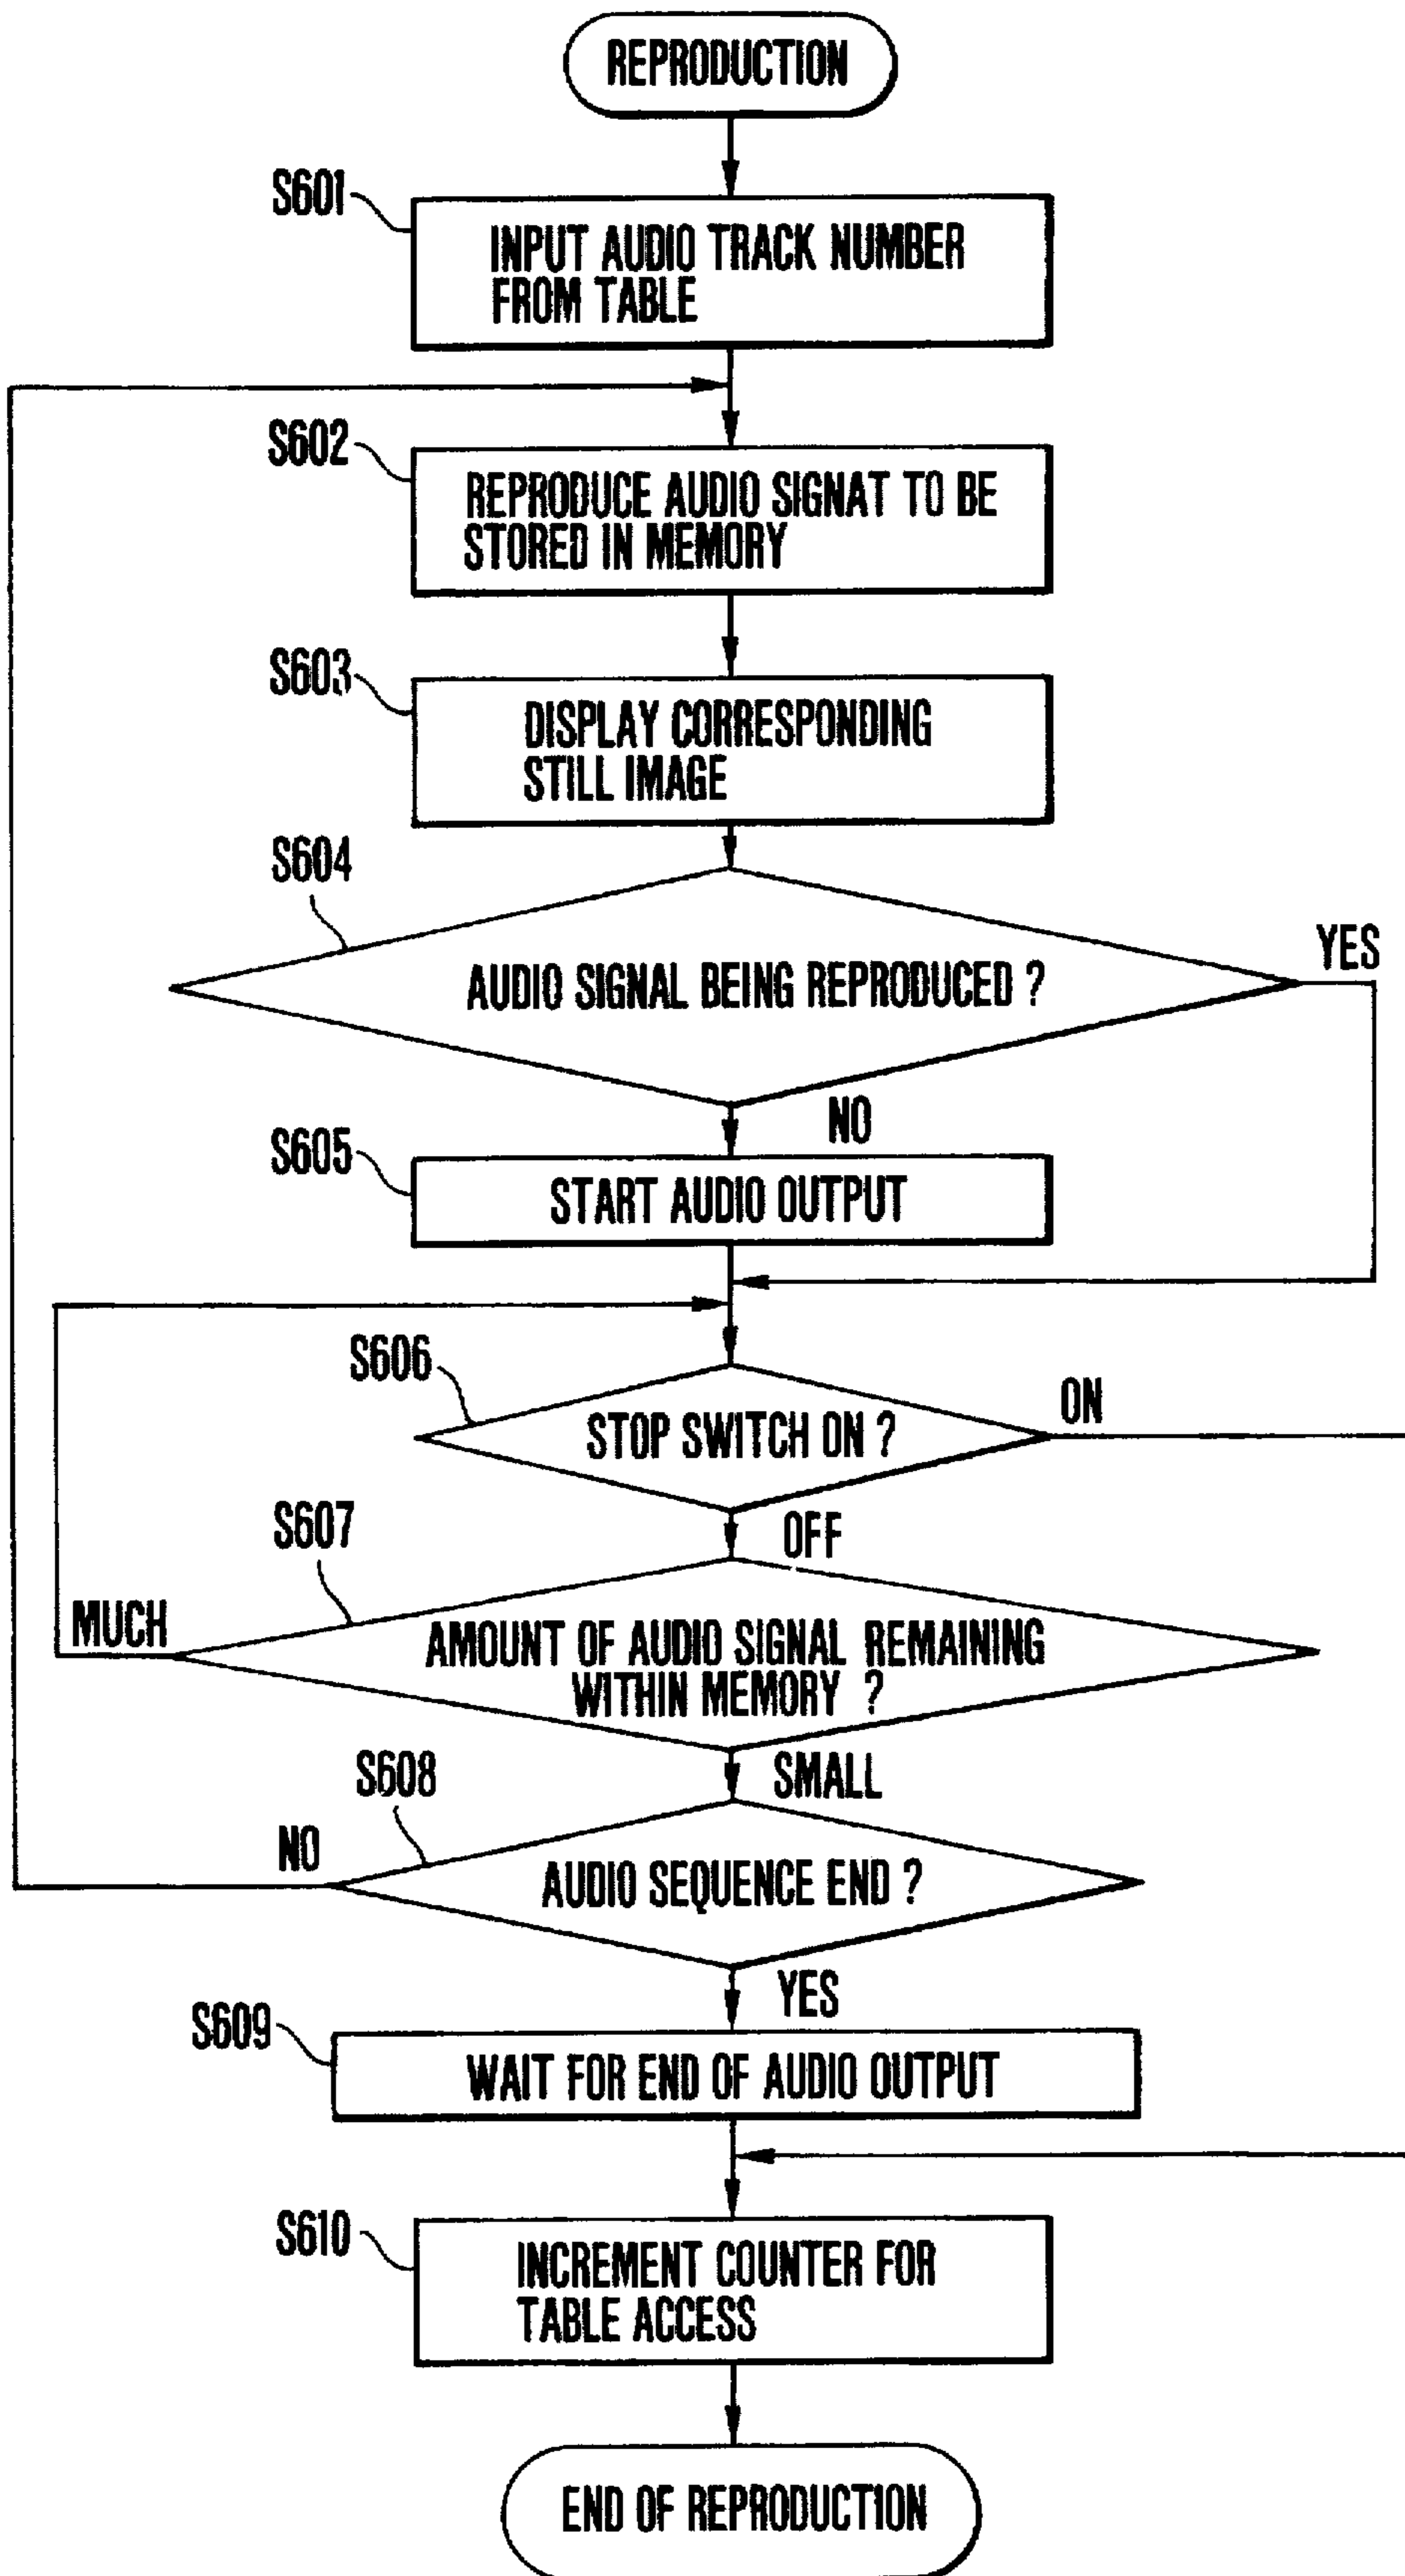 REPRODUCTION
S601
INPUT AUDIO TRACK NUMBER
FROM TABLE
S602
REPRODUCE AUDIO SIGNAT TO BE
STORED IN MEMORY
S603
DISPLAY CORRESPONDING
STILL IMAGE
S604
AUDIO SIGNAL BEING REPRODUCED ?
YES
NO
S605
START AUDIO OUTPUT
S606
STOP SWITCH ON ?
ON
OFF
S607
MUCH
AMOUNT OF AUDIO SIGNAL REMAINING
WITHIN MEMORY ?
SMALL
S608
NO
AUDIO SEQUENCE END ?
YES
S609
WAIT FOR END OF AUDIO OUTPUT
S610
INCREMENT COUNTER FOR
TABLE ACCESS
END OF REPRODUCTION